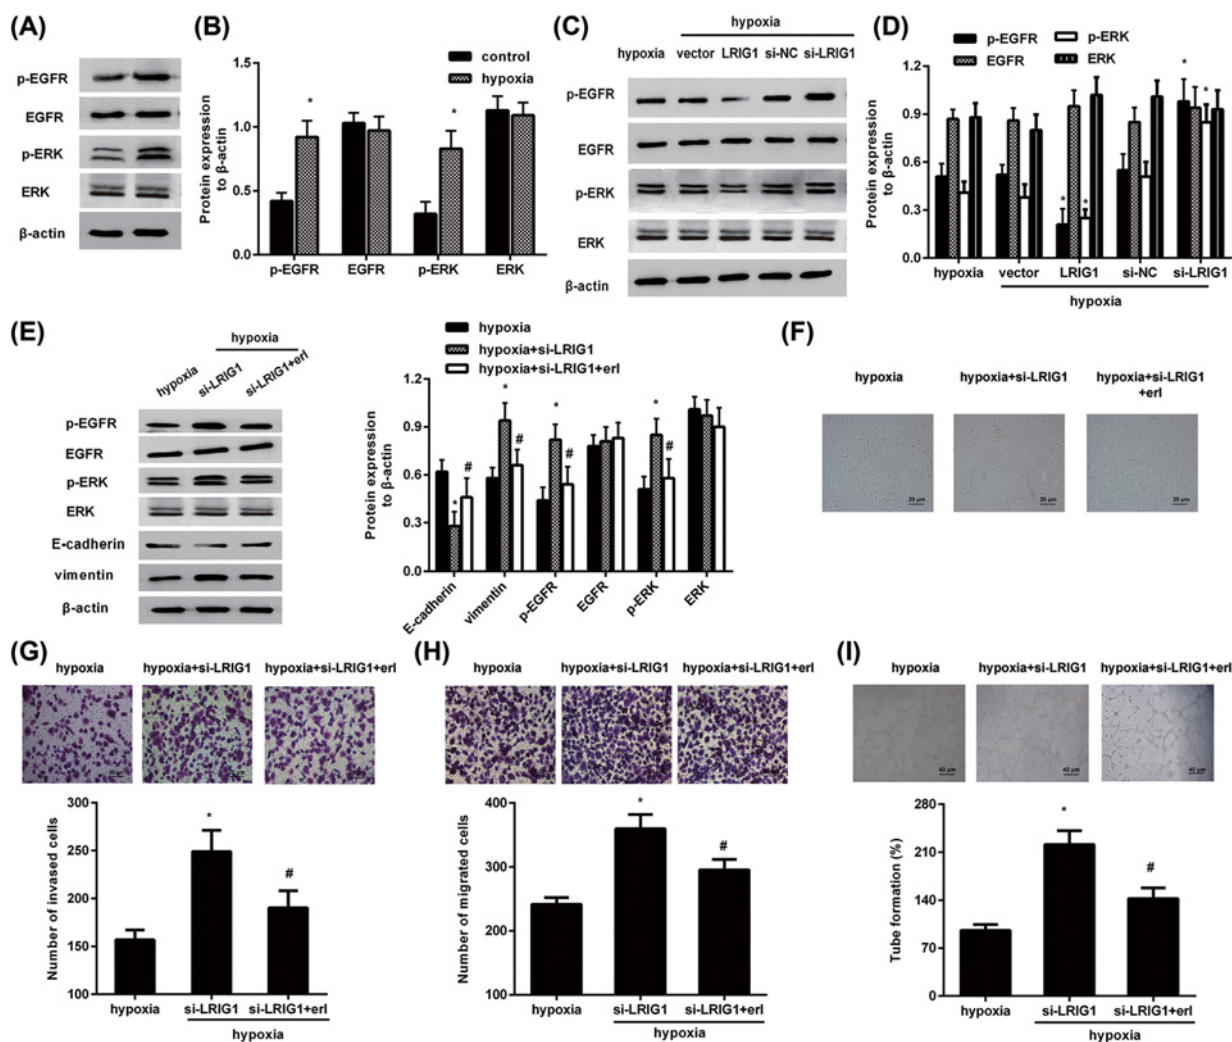 (A)
p-EGFR
EGFR
p-ERK
ERK
β-actin
(B)
Protein expression
to β-actin
1.5
1.0
0.5
0.0
control
hypoxia
*
*
p-EGFR EGFR p-ERK ERK
(C)
hypoxia
hypoxia vector LRIG1 si-NC si-LRIG1
p-EGFR
EGFR
p-ERK
ERK
β-actin
(D)
p-EGFR p-ERK
EGFR ERK
Protein expression
to β-actin
1.2
0.9
0.6
0.3
0.0
*
*
*
*
hypoxia vector LRIG1 si-NC si-LRIG1
hypoxia
(E)
hypoxia
hypoxia si-LRIG1 si-LRIG1+erl
p-EGFR
EGFR
p-ERK
ERK
E-cadherin
vimentin
β-actin
hypoxia
hypoxia+si-LRIG1
hypoxia+si-LRIG1+erl
Protein expression
to β-actin
1.2
0.9
0.6
0.3
0.0
*
#
*
#
*
#
*
#
E-cadherin vimentin p-EGFR EGFR p-ERK ERK
(F)
hypoxia hypoxia+si-LRIG1 hypoxia+si-LRIG1
+erl
20 μm 20 μm 20 μm
(G)
hypoxia hypoxia+si-LRIG1 hypoxia+si-LRIG1+erl
Number of invased cells
300
250
200
150
100
*
#
hypoxia si-LRIG1 si-LRIG1+erl
hypoxia
(H)
hypoxia hypoxia+si-LRIG1 hypoxia+si-LRIG1+erl
Number of migrated cells
400
300
200
100
*
#
hypoxia si-LRIG1 si-LRIG1+erl
hypoxia
(I)
hypoxia hypoxia+si-LRIG1 hypoxia+si-LRIG1+erl
40 μm 40 μm 40 μm
Tube formation (%)
280
210
140
70
0
*
#
hypoxia si-LRIG1 si-LRIG1+erl
hypoxia